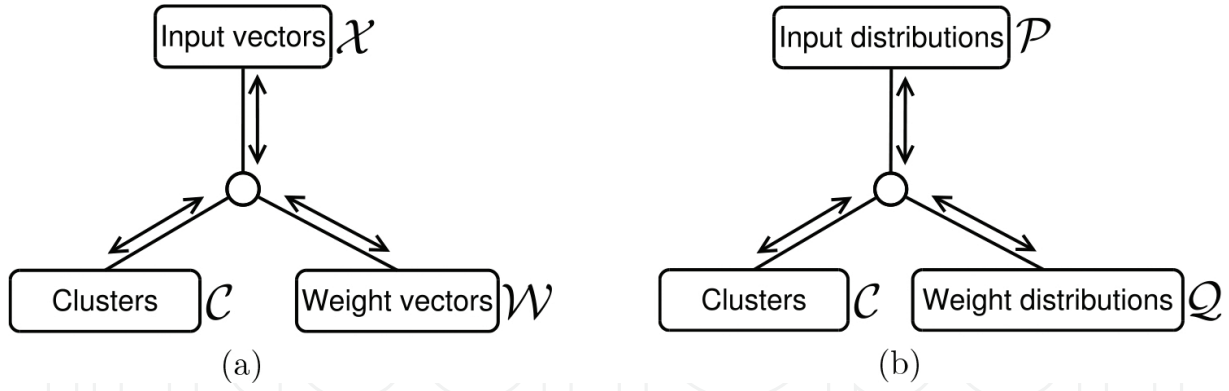 Input vectors 𝒳
Clusters 𝒞
Weight vectors 𝒲
(a)
Input distributions 𝒫
Clusters 𝒞
Weight distributions 𝒬
(b)